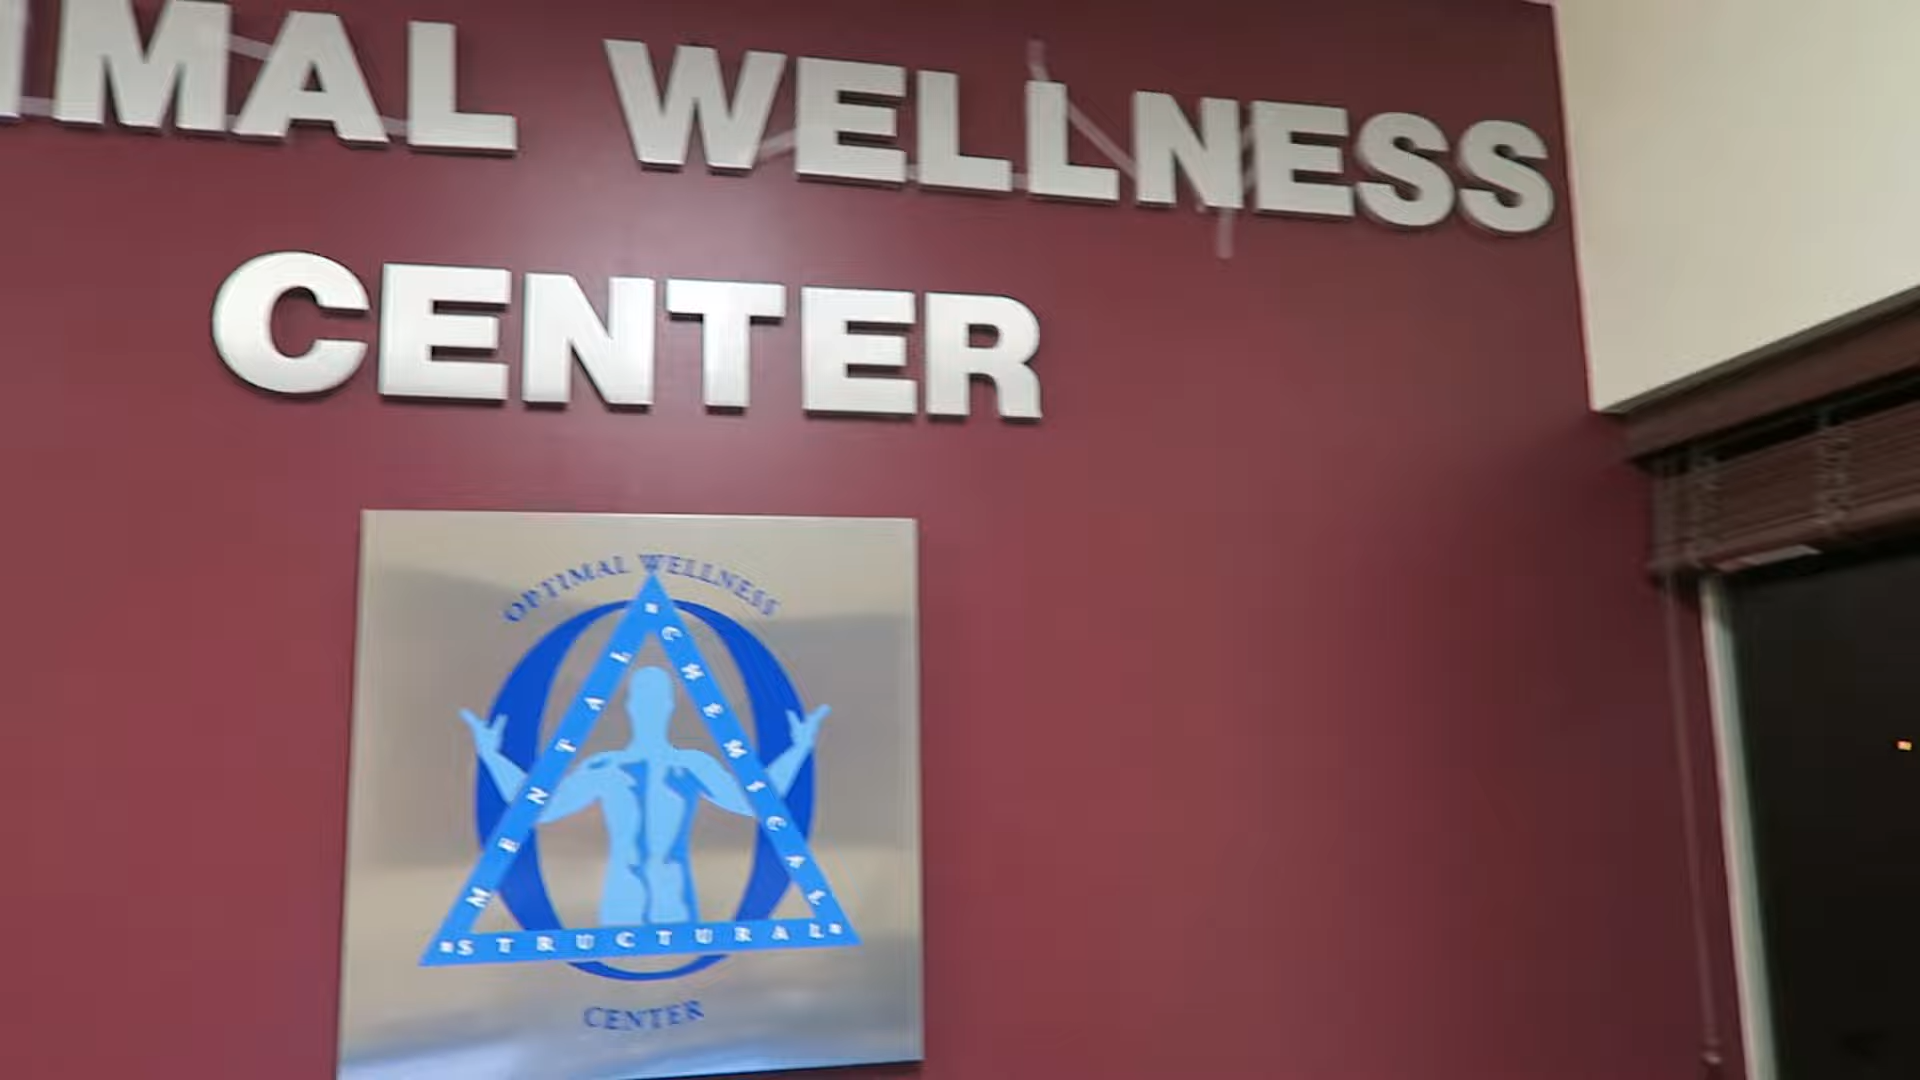 IMAL WELLNESS
CENTER
OPTIMAL WELLNESS
MENTAL
CHEMICAL
STRUCTURAL
CENTER